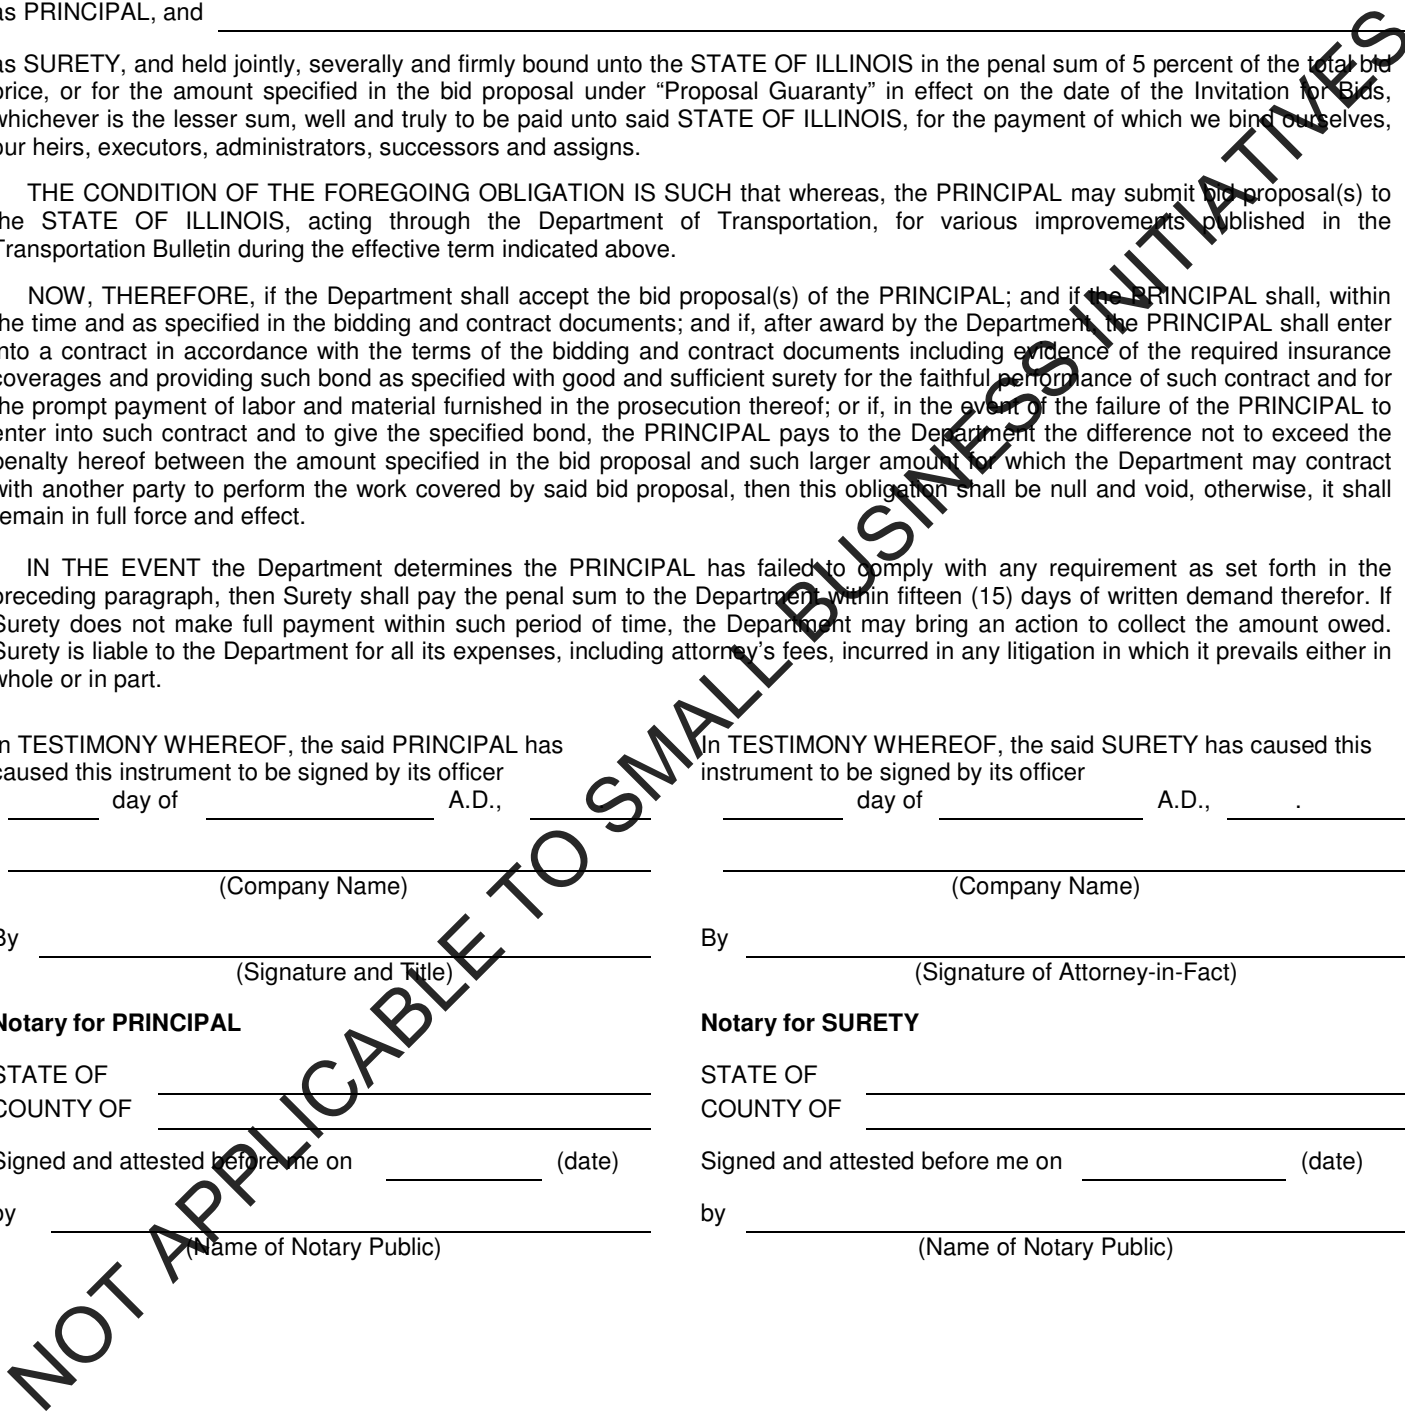 as PRINCIPAL, and
as SURETY, and held jointly, severally and firmly bound unto the STATE OF ILLINOIS in the penal sum of 5 percent of the total bid
price, or for the amount specified in the bid proposal under “Proposal Guaranty” in effect on the date of the Invitation for Bids,
whichever is the lesser sum, well and truly to be paid unto said STATE OF ILLINOIS, for the payment of which we bind ourselves,
our heirs, executors, administrators, successors and assigns.
THE CONDITION OF THE FOREGOING OBLIGATION IS SUCH that whereas, the PRINCIPAL may submit bid proposal(s) to
the STATE OF ILLINOIS, acting through the Department of Transportation, for various improvements published in the
Transportation Bulletin during the effective term indicated above.
NOW, THEREFORE, if the Department shall accept the bid proposal(s) of the PRINCIPAL; and if the PRINCIPAL shall, within
the time and as specified in the bidding and contract documents; and if, after award by the Department, the PRINCIPAL shall enter
into a contract in accordance with the terms of the bidding and contract documents including evidence of the required insurance
coverages and providing such bond as specified with good and sufficient surety for the faithful performance of such contract and for
the prompt payment of labor and material furnished in the prosecution thereof; or if, in the event of the failure of the PRINCIPAL to
enter into such contract and to give the specified bond, the PRINCIPAL pays to the Department the difference not to exceed the
penalty hereof between the amount specified in the bid proposal and such larger amount for which the Department may contract
with another party to perform the work covered by said bid proposal, then this obligation shall be null and void, otherwise, it shall
remain in full force and effect.
IN THE EVENT the Department determines the PRINCIPAL has failed to comply with any requirement as set forth in the
preceding paragraph, then Surety shall pay the penal sum to the Department within fifteen (15) days of written demand therefor. If
Surety does not make full payment within such period of time, the Department may bring an action to collect the amount owed.
Surety is liable to the Department for all its expenses, including attorney’s fees, incurred in any litigation in which it prevails either in
whole or in part.
In TESTIMONY WHEREOF, the said PRINCIPAL has
caused this instrument to be signed by its officer
day of A.D., .
(Company Name)
By
(Signature and Title)
Notary for PRINCIPAL
STATE OF
COUNTY OF
Signed and attested before me on (date)
by
(Name of Notary Public)
In TESTIMONY WHEREOF, the said SURETY has caused this
instrument to be signed by its officer
day of A.D., .
(Company Name)
By
(Signature of Attorney-in-Fact)
Notary for SURETY
STATE OF
COUNTY OF
Signed and attested before me on (date)
by
(Name of Notary Public)
NOT APPLICABLE TO SMALL BUSINESS INITIATIVES